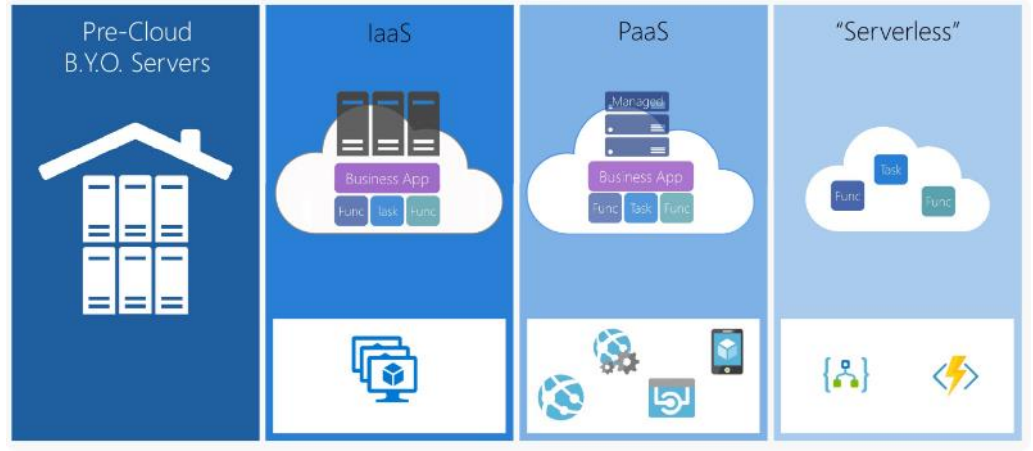 Pre-Cloud
B.Y.O. Servers
IaaS
Business App
Func Task Func
PaaS
Managed
Business App
Func Task Func
“Serverless”
Task
Func
Func